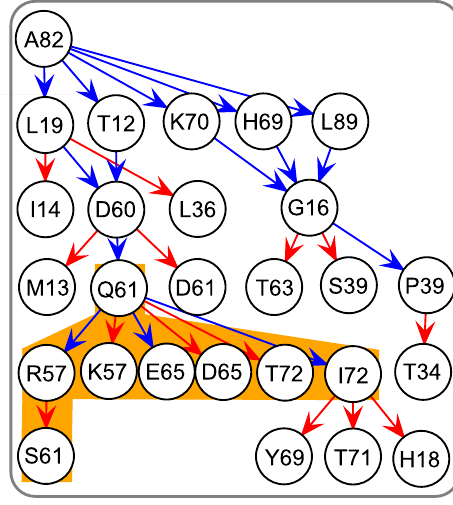 A82
L19 T12 K70 H69 L89
I14 D60 L36 G16
M13 Q61 D61 T63 S39 P39
R57 K57 E65 D65 T72 I72 T34
S61 Y69 T71 H18